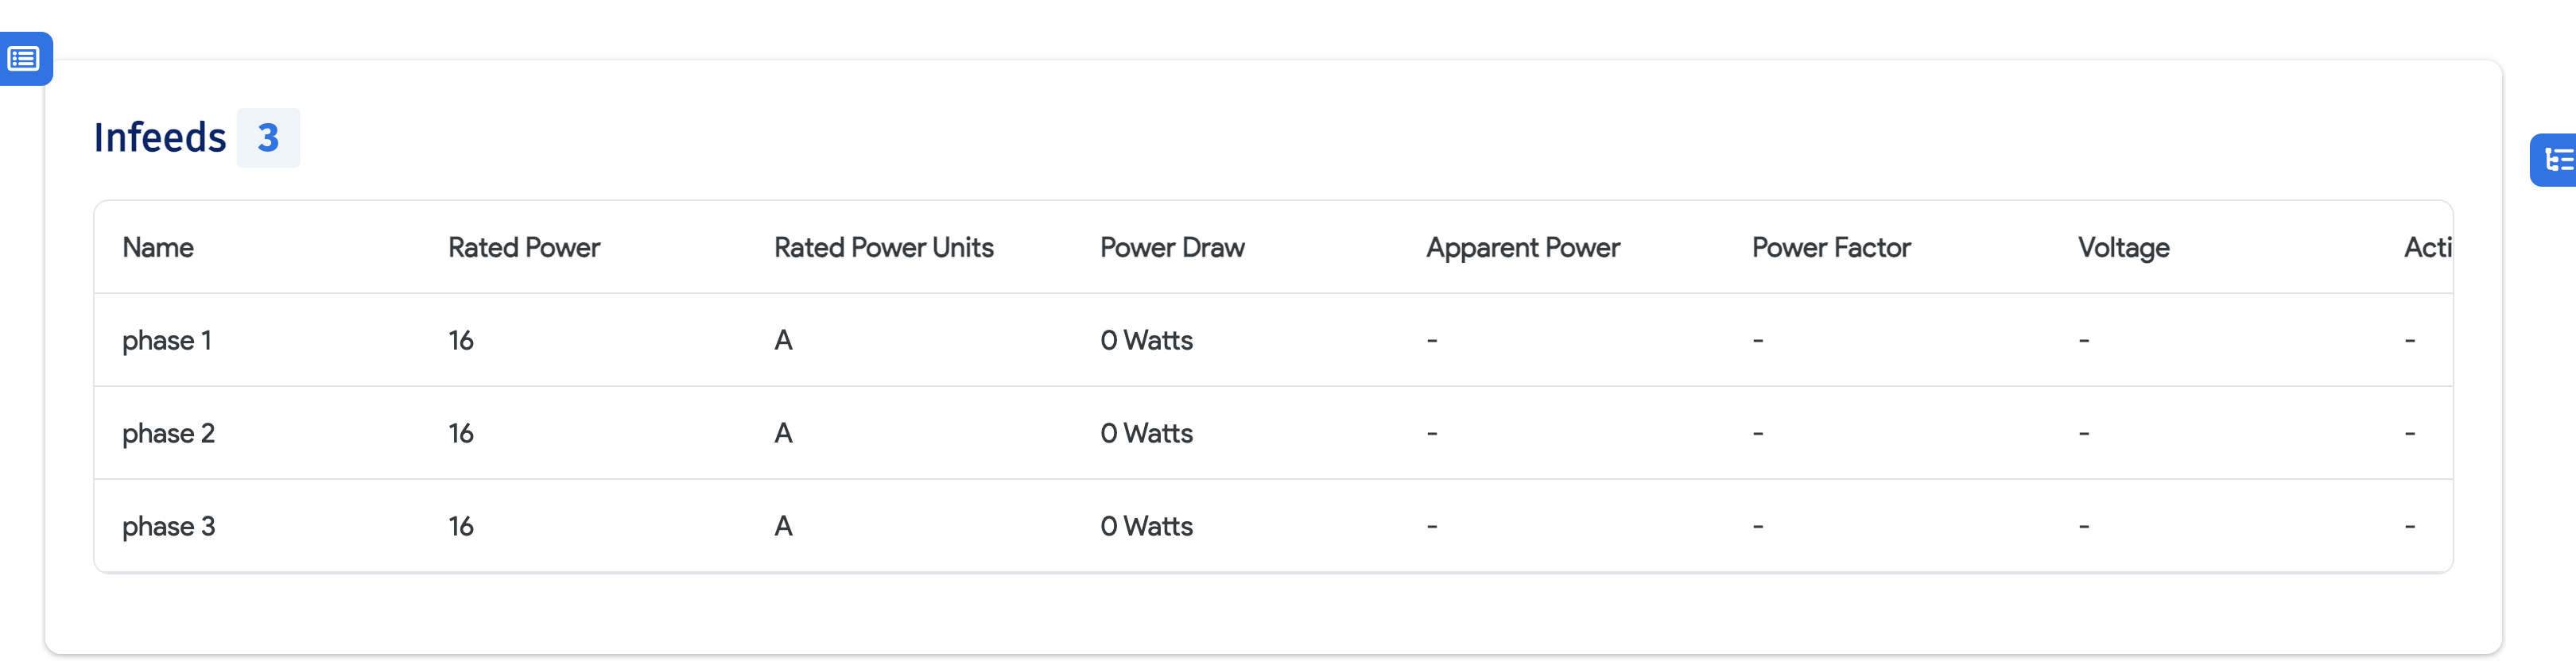 Infeeds 3
Name Rated Power Rated Power Units Power Draw Apparent Power Power Factor Voltage Acti
phase 1 16 A 0 Watts - - - -
phase 2 16 A 0 Watts - - - -
phase 3 16 A 0 Watts - - - -